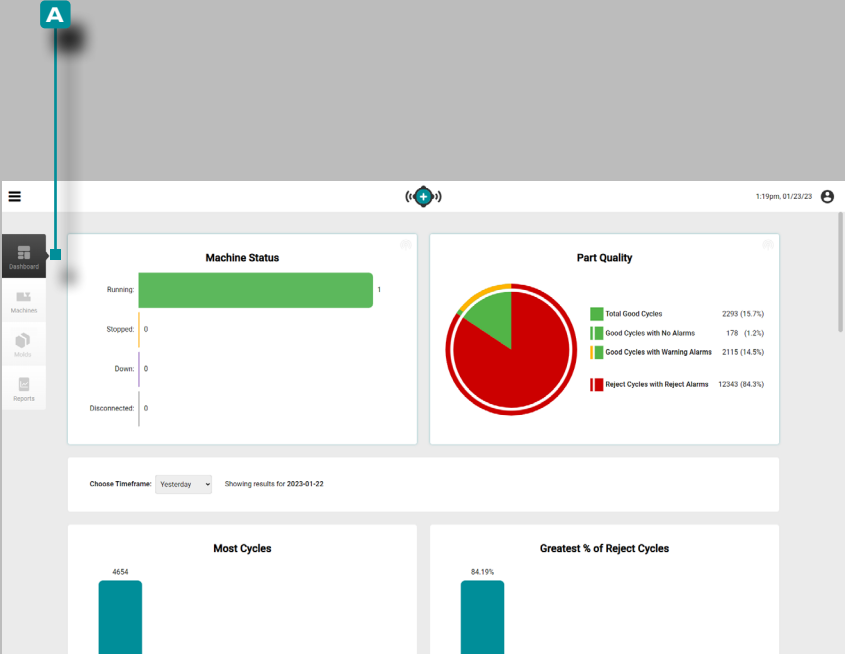 A
1:19pm, 01/23/23
Dashboard
Machines
Molds
Reports
Machine Status
Running: 1
Stopped: 0
Down: 0
Disconnected: 0
Part Quality
Total Good Cycles 2293 (15.7%)
Good Cycles with No Alarms 178 (1.2%)
Good Cycles with Warning Alarms 2115 (14.5%)
Reject Cycles with Reject Alarms 12343 (84.3%)
Choose Timeframe: Yesterday Showing results for 2023-01-22
Most Cycles
4654
Greatest % of Reject Cycles
84.19%